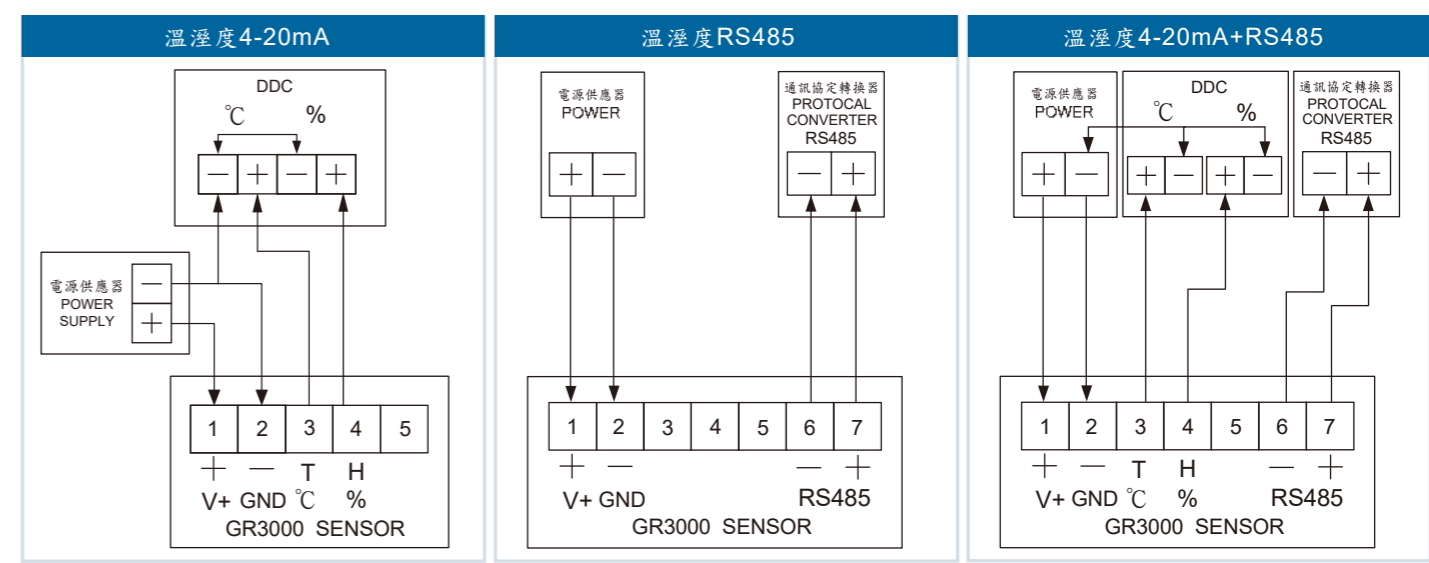 溫溼度4-20mA
DDC
℃ %
− + − +
電源供應器
POWER
SUPPLY
−
+
1 2 3 4 5
+ − T H
V+ GND ℃ %
GR3000 SENSOR
溫溼度RS485
電源供應器
POWER
+ −
通訊協定轉換器
PROTOCAL
CONVERTER
RS485
− +
1 2 3 4 5 6 7
+ − − +
V+ GND RS485
GR3000 SENSOR
溫溼度4-20mA+RS485
電源供應器
POWER
+ −
DDC
℃ %
+ − + −
通訊協定轉換器
PROTOCAL
CONVERTER
RS485
− +
1 2 3 4 5 6 7
+ − T H − +
V+ GND ℃ % RS485
GR3000 SENSOR